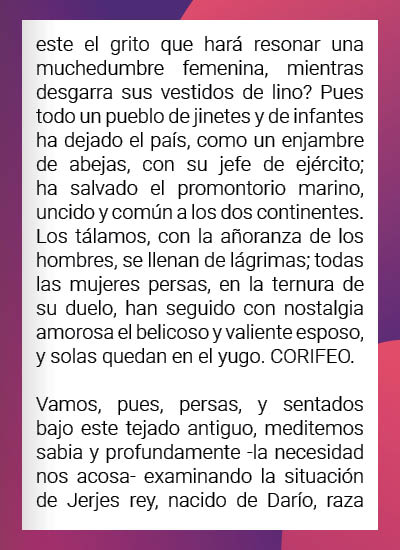 este el grito que hará resonar una
muchedumbre femenina, mientras
desgarra sus vestidos de lino? Pues
todo un pueblo de jinetes y de infantes
ha dejado el país, como un enjambre
de abejas, con su jefe de ejército;
ha salvado el promontorio marino,
uncido y común a los dos continentes.
Los tálamos, con la añoranza de los
hombres, se llenan de lágrimas; todas
las mujeres persas, en la ternura de
su duelo, han seguido con nostalgia
amorosa el belicoso y valiente esposo,
y solas quedan en el yugo. CORIFEO.
Vamos, pues, persas, y sentados
bajo este tejado antiguo, meditemos
sabia y profundamente -la necesidad
nos acosa- examinando la situación
de Jerjes rey, nacido de Darío, raza